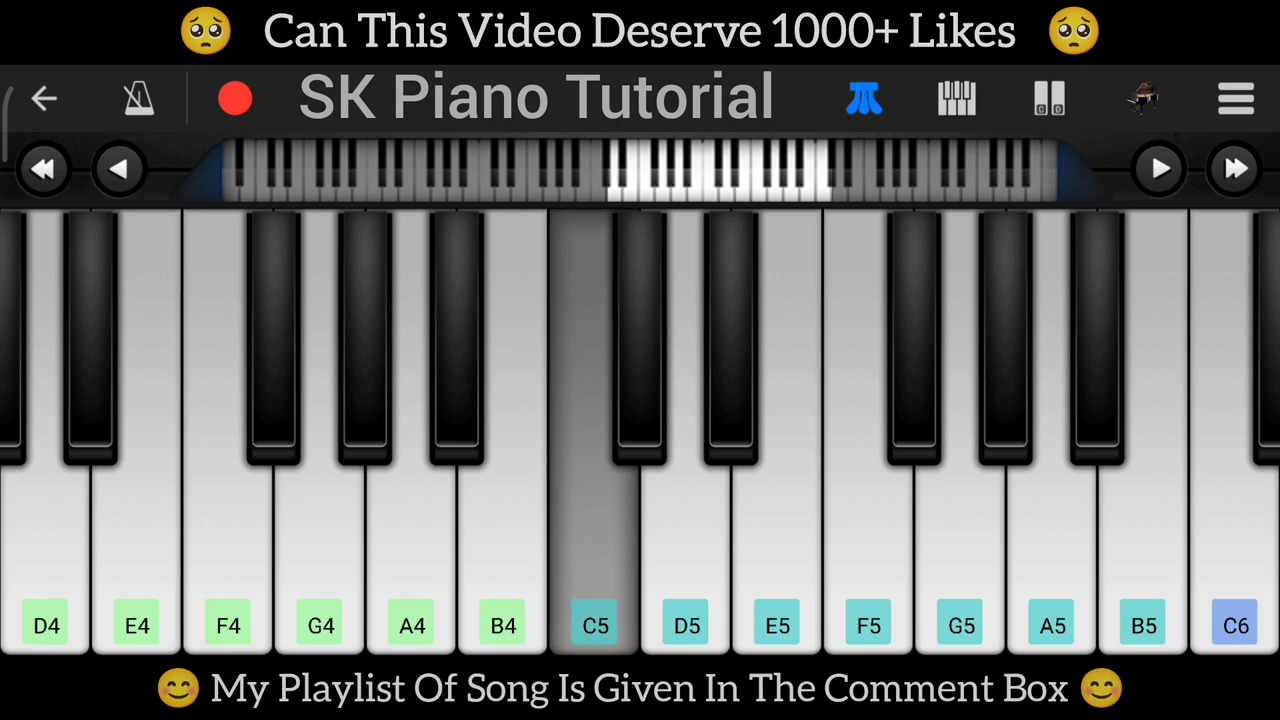 🥺 Can This Video Deserve 1000+ Likes 🥺
SK Piano Tutorial
C D
D4 E4 F4 G4 A4 B4 C5 D5 E5 F5 G5 A5 B5 C6
😊 My Playlist Of Song Is Given In The Comment Box 😊